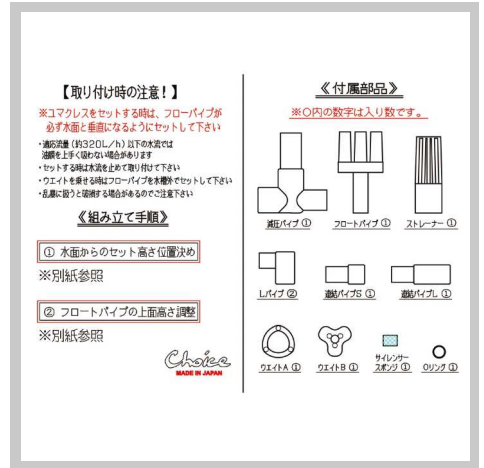 【取り付け時の注意！】
※ユマクレスをセットする時は、フローパイプが
必ず水面と垂直になるようにセットして下さい
・適応流量（約320L／h）以下の水流では
油膜を上手く吸わない場合があります
・セットする時は水流を止めて取り付けて下さい
・ウエイトを乗せる時はフローパイプを水槽外でセットして下さい
・乱暴に扱うと破損する場合があるのでご注意下さい
《組み立て手順》
① 水面からのセット高さ位置決め
※別紙参照
② フロートパイプの上面高さ調整
※別紙参照
Choice
MADE IN JAPAN
《付属部品》
※○内の数字は入り数です。
減圧パイプ ①
フロートパイプ ①
ストレーナー ①
Lパイプ ②
連結パイプS ①
連結パイプL ①
ウエイトA ①
ウエイトB ①
サイレンサー
スポンジ ①
Oリング ①